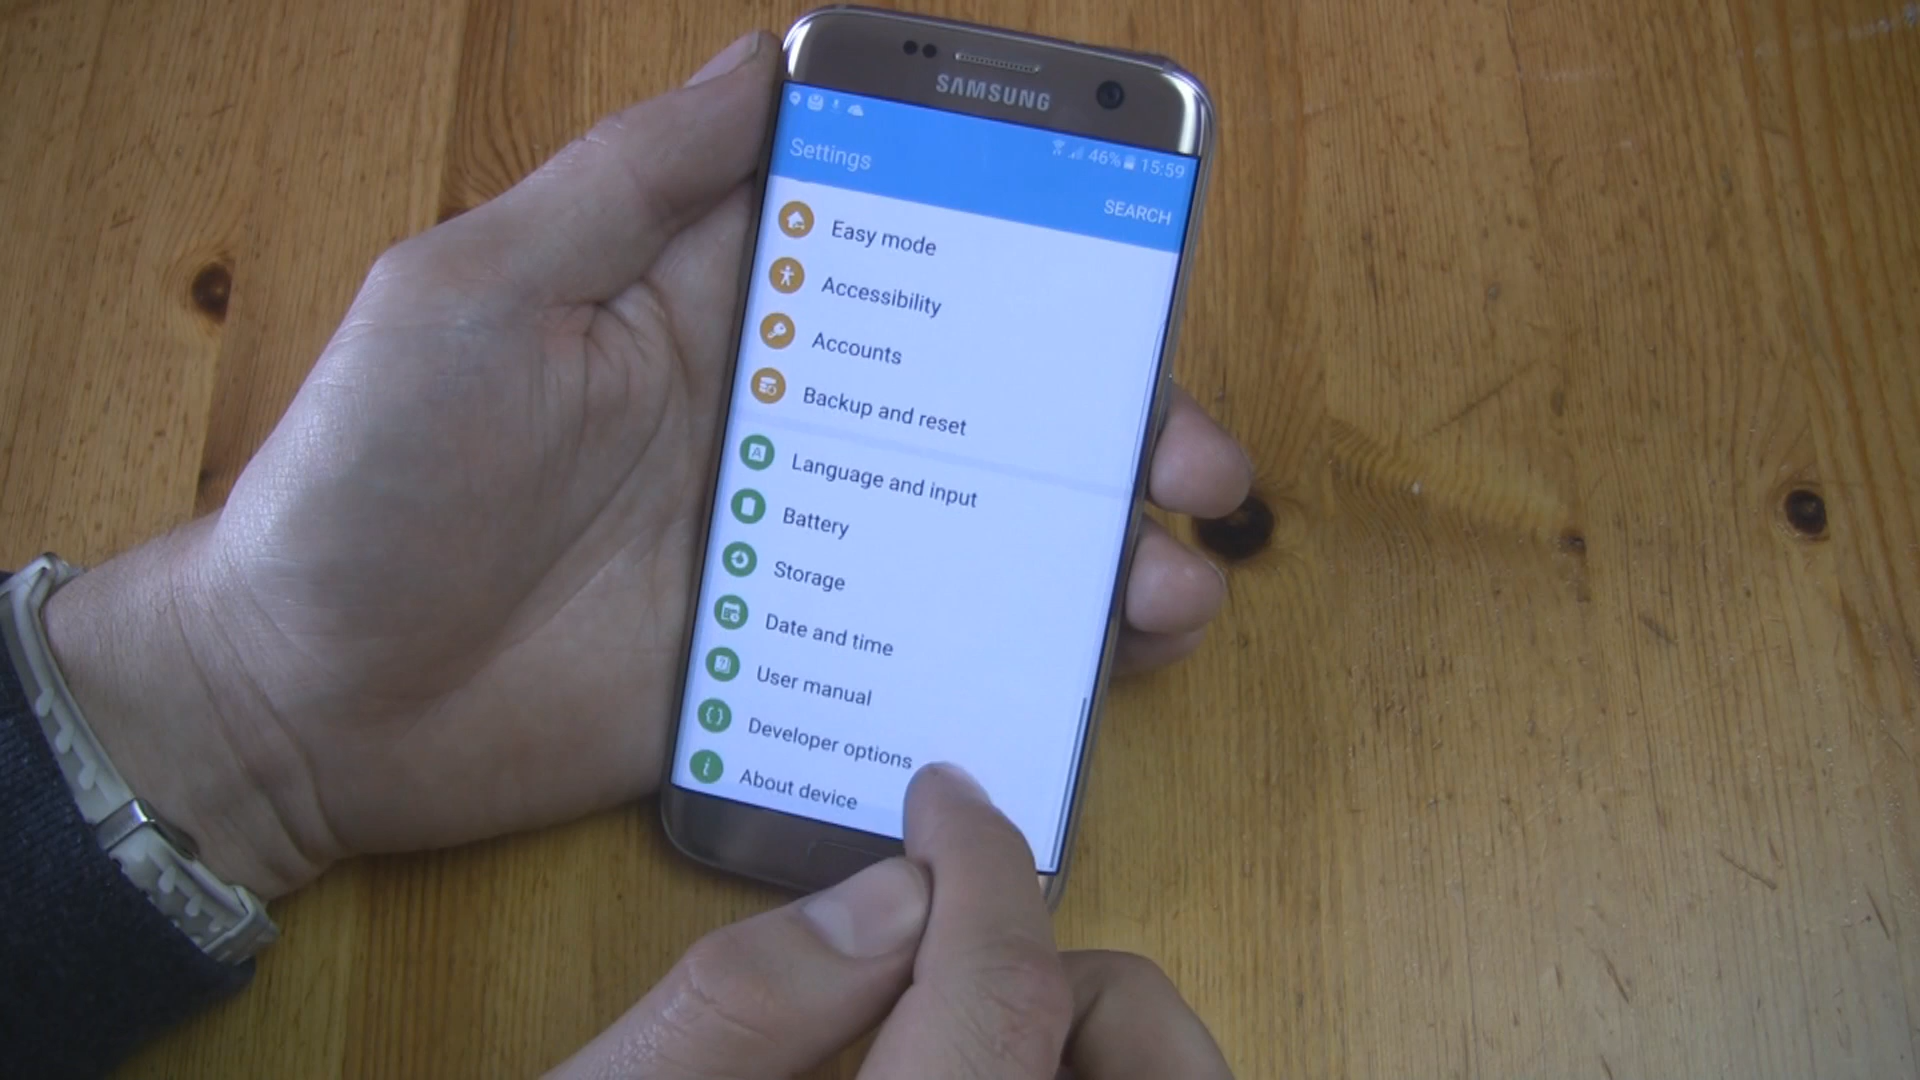 SAMSUNG
46% 15:59
Settings
SEARCH
Easy mode
Accessibility
Accounts
Backup and reset
Language and input
Battery
Storage
Date and time
User manual
Developer options
About device